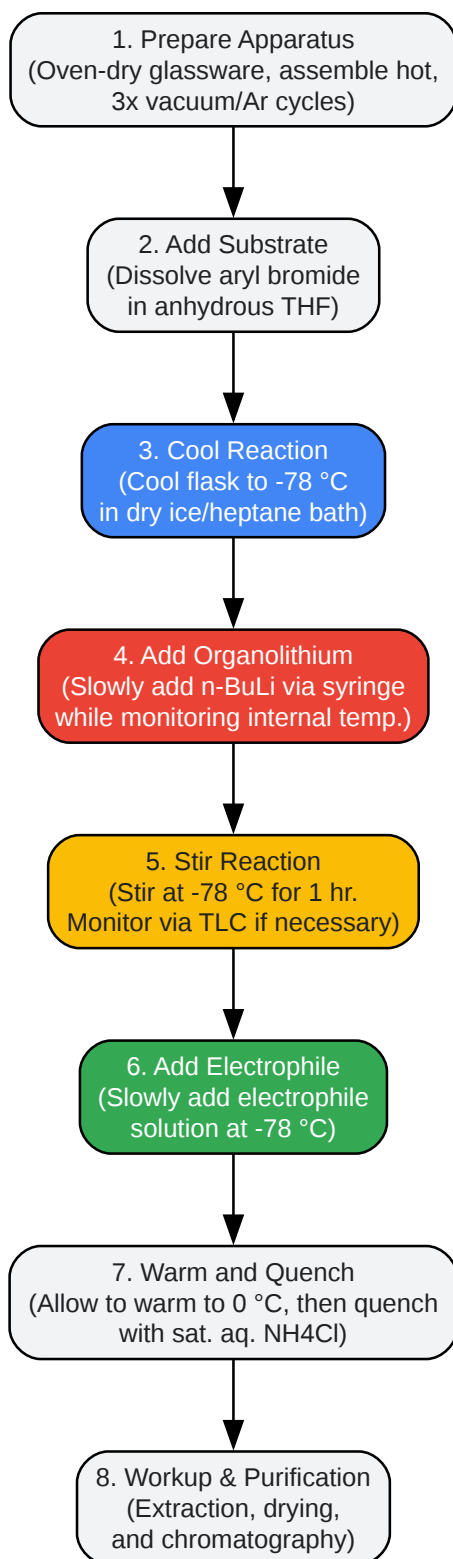 1. Prepare Apparatus
(Oven-dry glassware, assemble hot,
3x vacuum/Ar cycles)
2. Add Substrate
(Dissolve aryl bromide
in anhydrous THF)
3. Cool Reaction
(Cool flask to -78 °C
in dry ice/heptane bath)
4. Add Organolithium
(Slowly add n-BuLi via syringe
while monitoring internal temp.)
5. Stir Reaction
(Stir at -78 °C for 1 hr.
Monitor via TLC if necessary)
6. Add Electrophile
(Slowly add electrophile
solution at -78 °C)
7. Warm and Quench
(Allow to warm to 0 °C, then quench
with sat. aq. NH4Cl)
8. Workup & Purification
(Extraction, drying,
and chromatography)